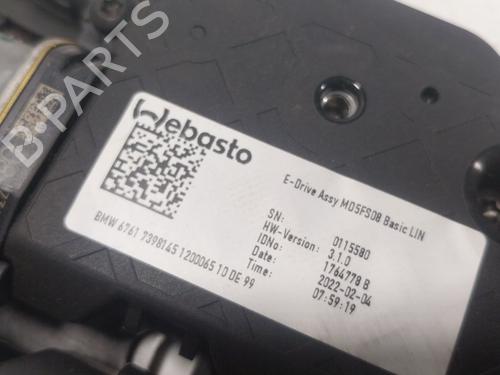 Webasto
E-Drive Assy MD5FS08 Basic LIN
SN: 0115580
HW-Version: 3.1.0
IDNo: 1764778 B
Date: 2022-02-04
Time: 07:59:19
BMW 6761 7398145 1200065 10 DE 99
B-PARTS